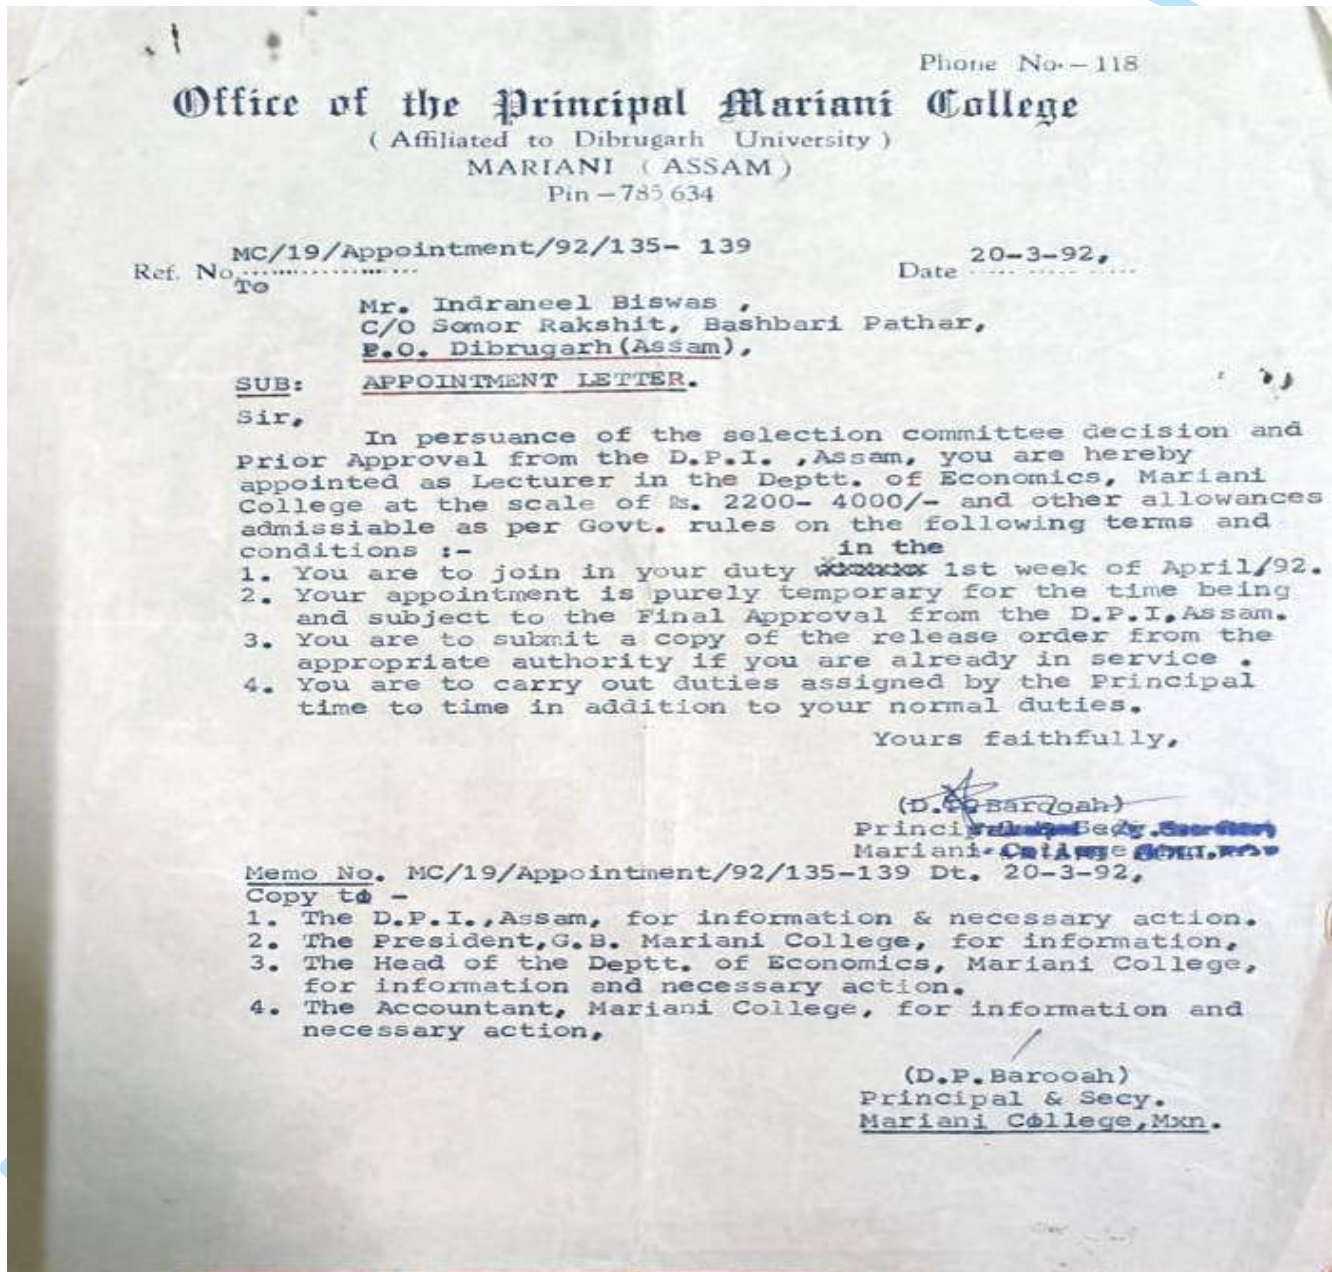 Phone No.-118
Office of the Principal Mariani College
( Affiliated to Dibrugarh University )
MARIANI ( ASSAM )
Pin-785 634
MC/19/Appointment/92/135- 139
20-3-92,
Ref. No.
Date
To
Mr. Indraneel Biswas ,
C/O Somor Rakshit, Bashbari Pathar,
P.O. Dibrugarh(Assam),
SUB: APPOINTMENT LETTER.
Sir,
In persuance of the selection committee decision and
Prior Approval from the D.P.I. ,Assam, you are hereby
appointed as Lecturer in the Deptt. of Economics, Mariani
College at the scale of Rs. 2200- 4000/- and other allowances
admissiable as per Govt. rules on the following terms and
conditions :-
in the
1. You are to join in your duty 1st week of April/92.
2. Your appointment is purely temporary for the time being
and subject to the Final Approval from the D.P.I,Assam.
3. You are to submit a copy of the release order from the
appropriate authority if you are already in service .
4. You are to carry out duties assigned by the Principal
time to time in addition to your normal duties.
Yours faithfully,
(D.P.Barooah)
Principal & Secy.
Mariani College
Memo No. MC/19/Appointment/92/135-139 Dt. 20-3-92,
Copy to -
1. The D.P.I.,Assam, for information & necessary action.
2. The President,G.B. Mariani College, for information,
3. The Head of the Deptt. of Economics, Mariani College,
for information and necessary action.
4. The Accountant, Mariani College, for information and
necessary action,
(D.P.Barooah)
Principal & Secy.
Mariani College,Mxn.